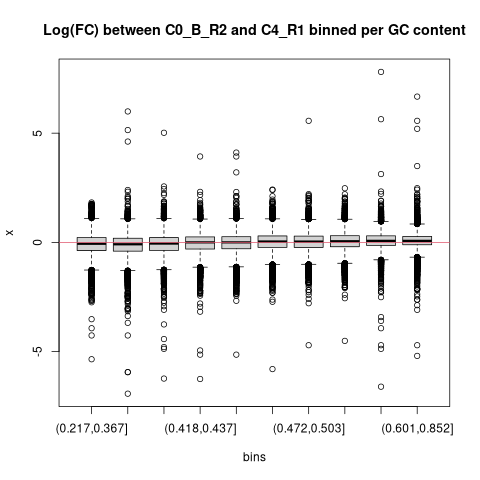 Log(FC) between C0_B_R2 and C4_R1 binned per GC content
5
0
-5
x
(0.217,0.367] (0.418,0.437] (0.472,0.503] (0.601,0.852]
bins